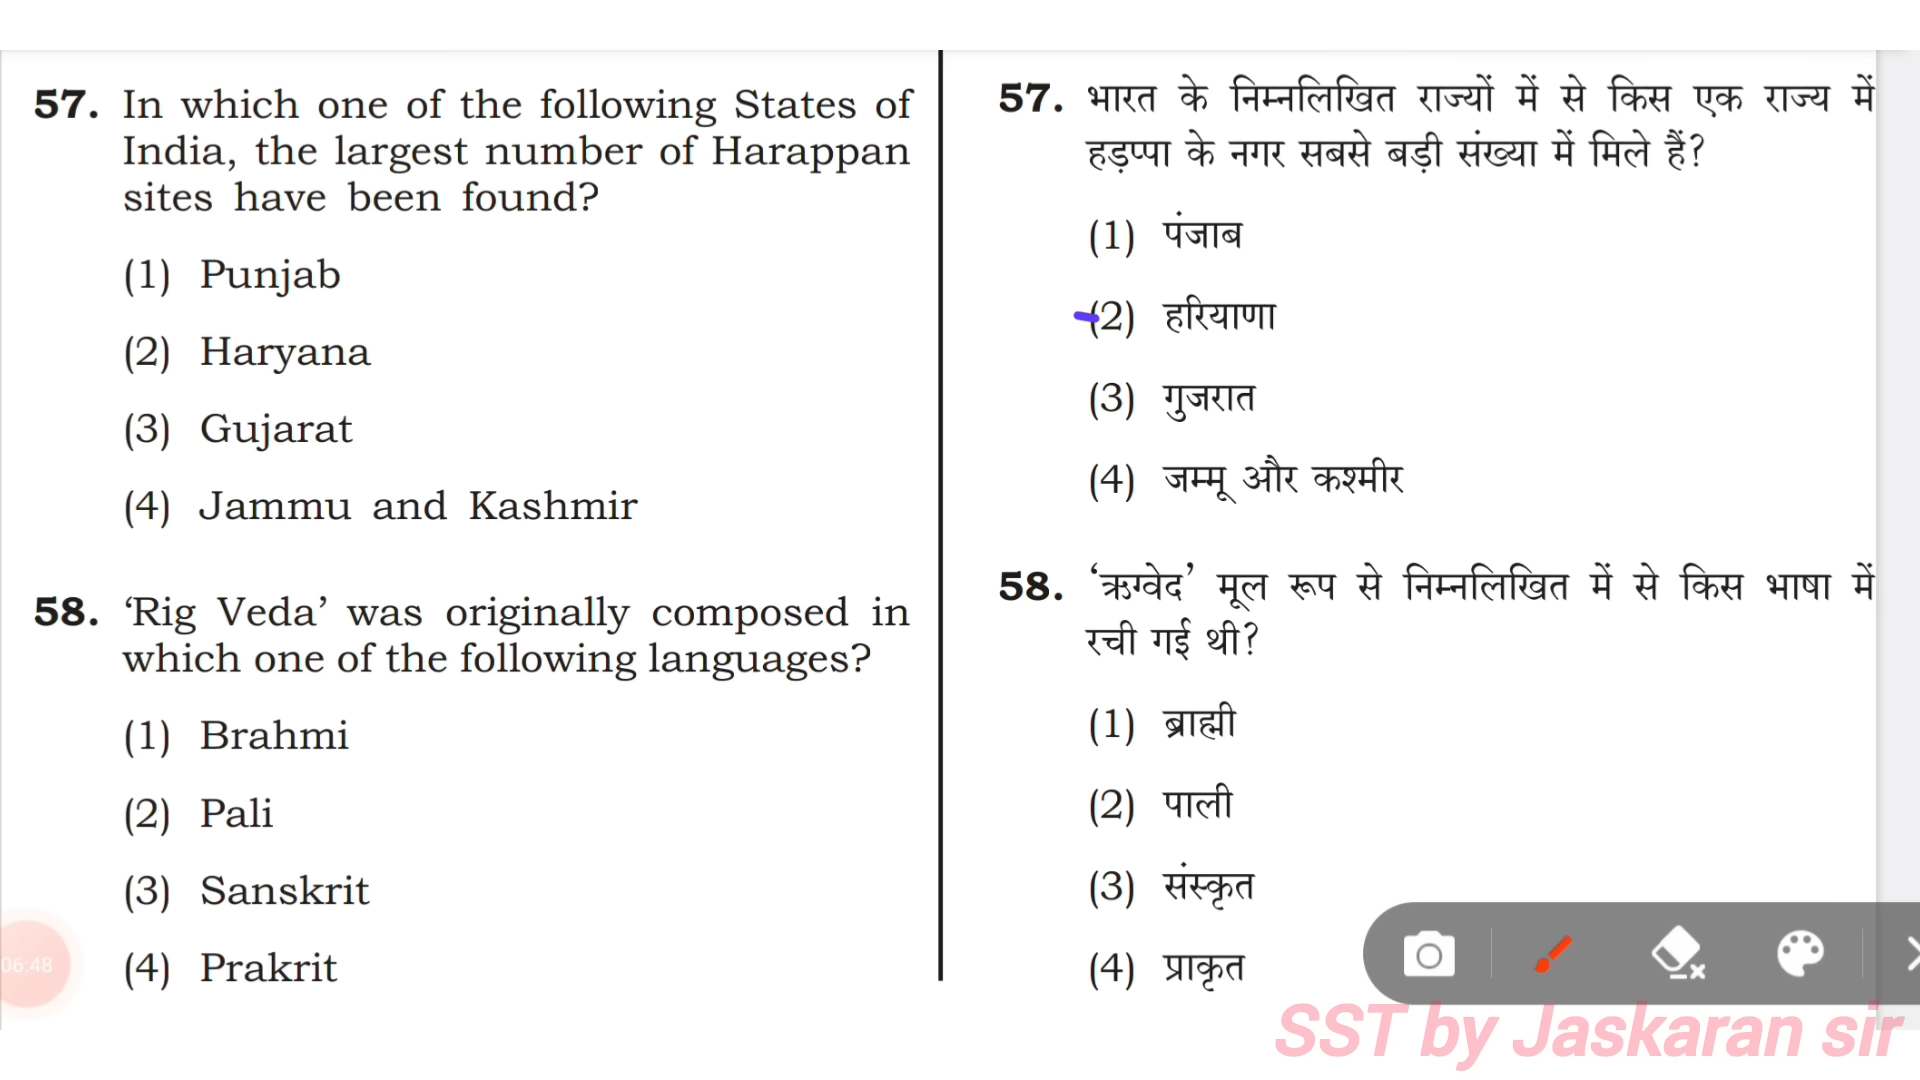 57. In which one of the following States of
India, the largest number of Harappan
sites have been found?
(1) Punjab
(2) Haryana
(3) Gujarat
(4) Jammu and Kashmir
58. ‘Rig Veda’ was originally composed in
which one of the following languages?
(1) Brahmi
(2) Pali
(3) Sanskrit
(4) Prakrit
57. भारत के निम्नलिखित राज्यों में से किस एक राज्य में
हड़प्पा के नगर सबसे बड़ी संख्या में मिले हैं?
(1) पंजाब
(2) हरियाणा
(3) गुजरात
(4) जम्मू और कश्मीर
58. ‘ऋग्वेद’ मूल रूप से निम्नलिखित में से किस भाषा में
रची गई थी?
(1) ब्राह्मी
(2) पाली
(3) संस्कृत
(4) प्राकृत
06:48
SST by Jaskaran sir